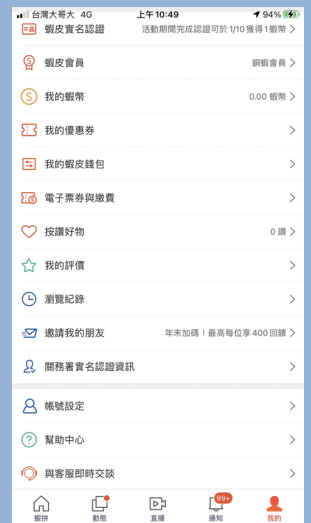 台灣大哥大 4G 上午10:49 94%
蝦皮實名認證 活動期間完成認證可於 1/10 獲得 1 蝦幣
蝦皮會員 銅蝦會員
我的蝦幣 0.00 蝦幣
我的優惠券
我的蝦皮錢包
電子票券與繳費
按讚好物 0 讚
我的評價
瀏覽紀錄
邀請我的朋友 年末加碼！最高每位享 400 回饋
關務署實名認證資訊
帳號設定
幫助中心
與客服即時交談
99+
蝦拼 動態 直播 通知 我的